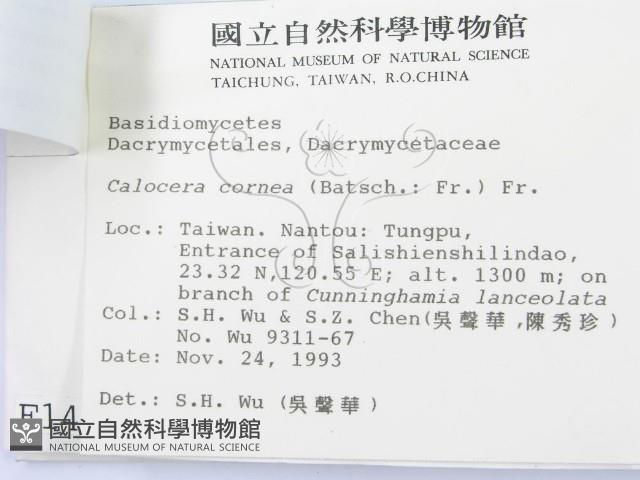 國立自然科學博物館
NATIONAL MUSEUM OF NATURAL SCIENCE
TAICHUNG, TAIWAN, R.O.CHINA
Basidiomycetes
Dacrymycetales, Dacrymycetaceae
Calocera cornea (Batsch.: Fr.) Fr.
Loc.: Taiwan. Nantou: Tungpu,
Entrance of Salishienshilindao,
23.32 N,120.55 E; alt. 1300 m; on
branch of Cunninghamia lanceolata
Col.: S.H. Wu & S.Z. Chen(吳聲華,陳秀珍)
No. Wu 9311-67
Date: Nov. 24, 1993
Det.: S.H. Wu (吳聲華)
F14
國立自然科學博物館
NATIONAL MUSEUM OF NATURAL SCIENCE